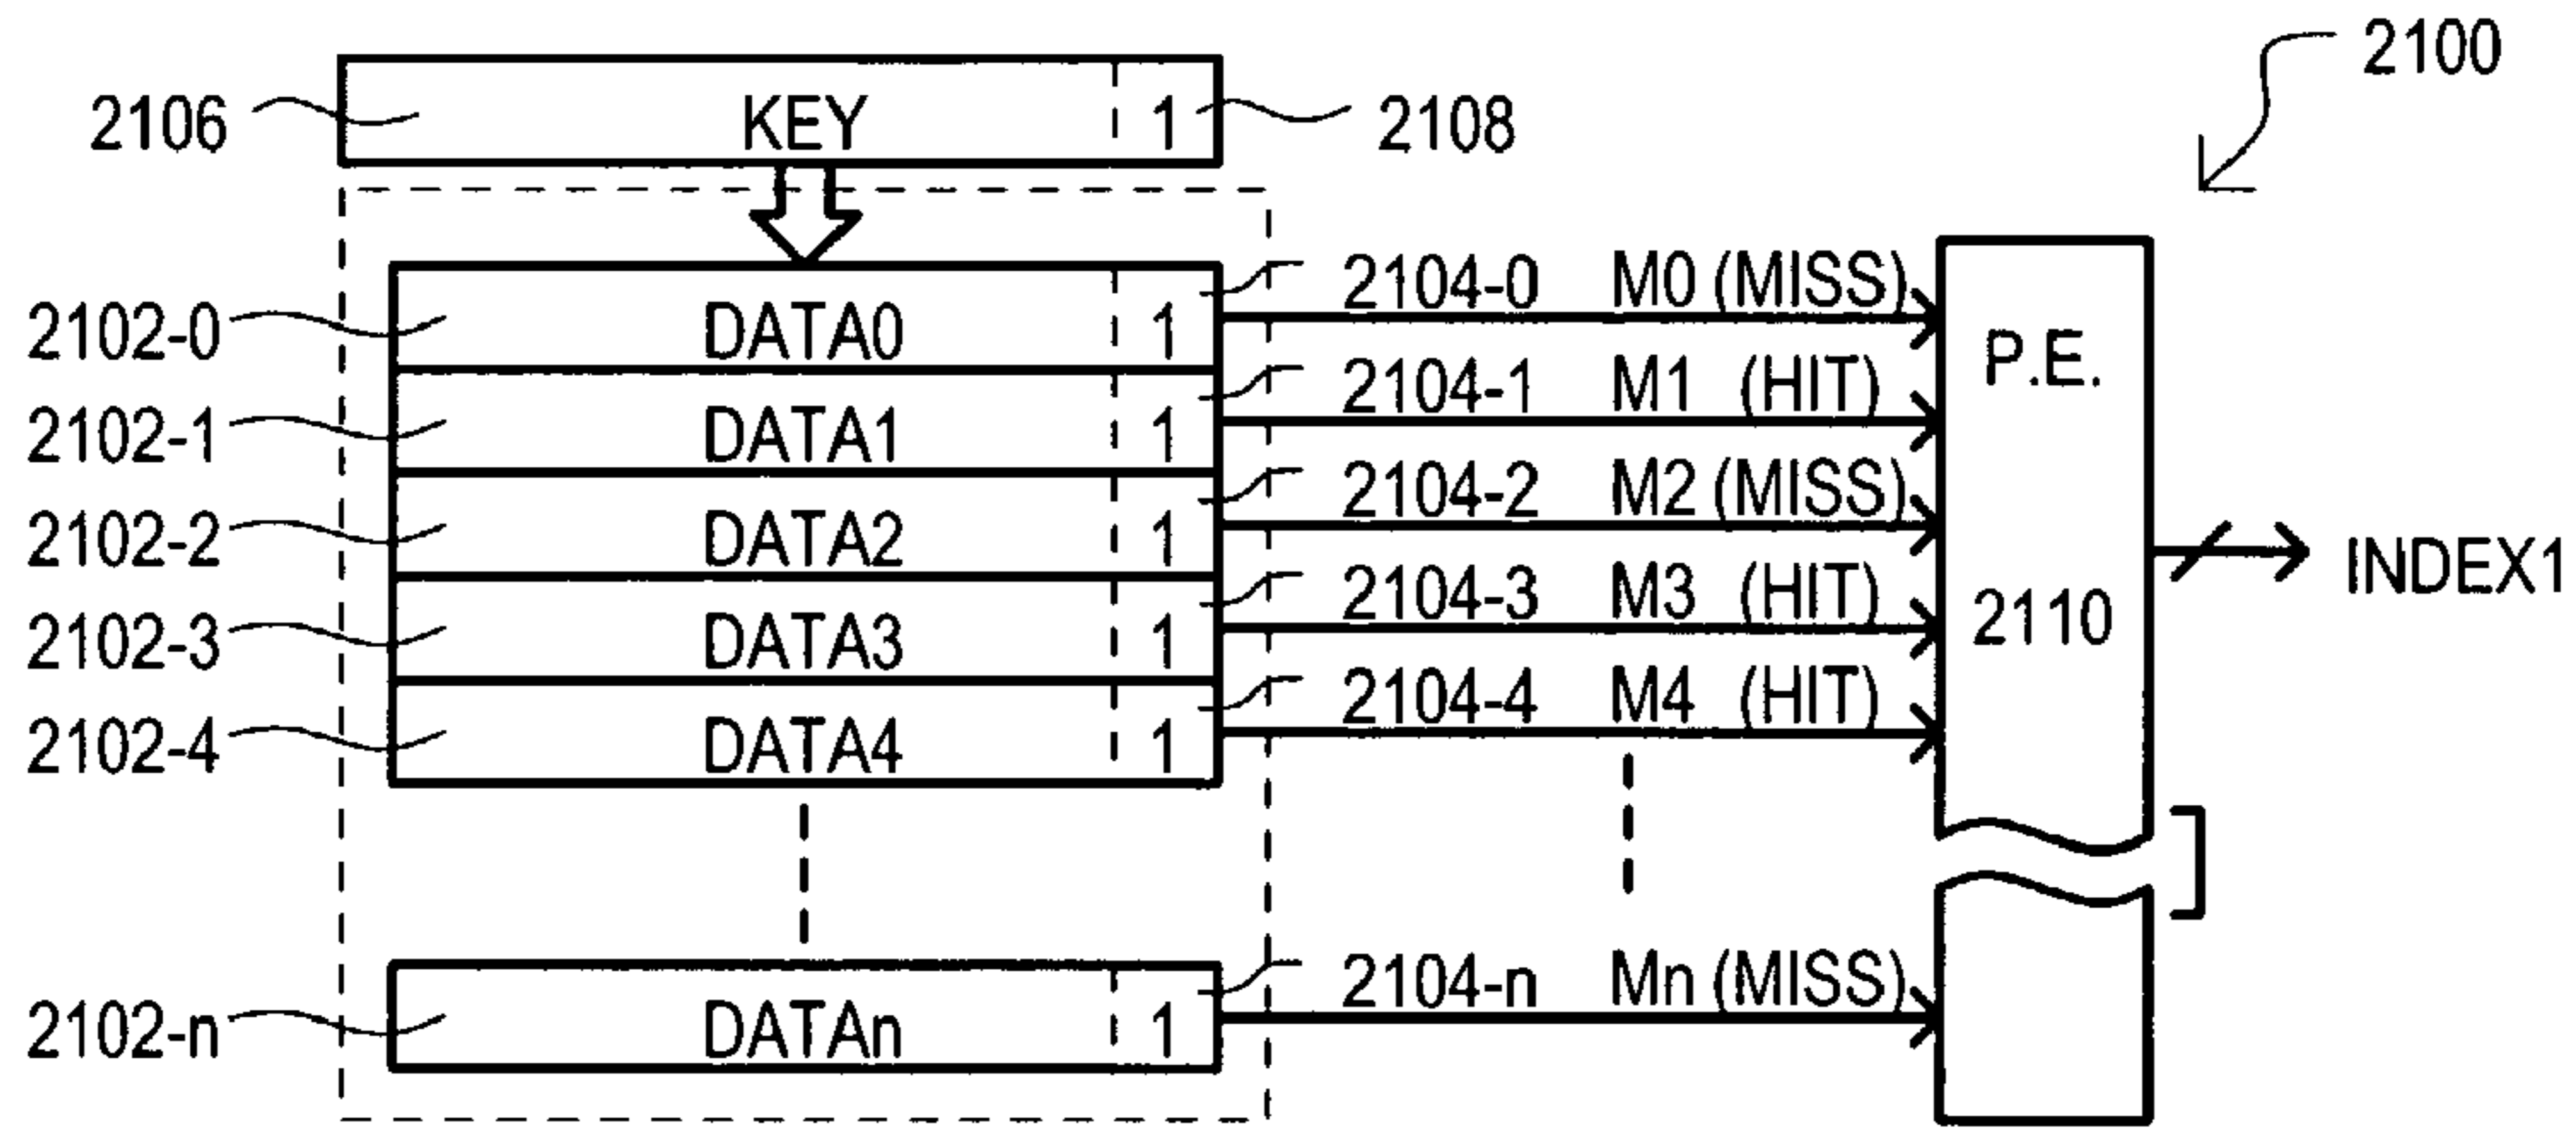 2100
2106 KEY 1 2108
2102-0 DATA0 1 2104-0 M0 (MISS)
P.E.
2102-1 DATA1 1 2104-1 M1 (HIT)
2102-2 DATA2 1 2104-2 M2 (MISS)
INDEX1
2102-3 DATA3 1 2104-3 M3 (HIT)
2110
2102-4 DATA4 1 2104-4 M4 (HIT)
2102-n DATAn 1 2104-n Mn (MISS)